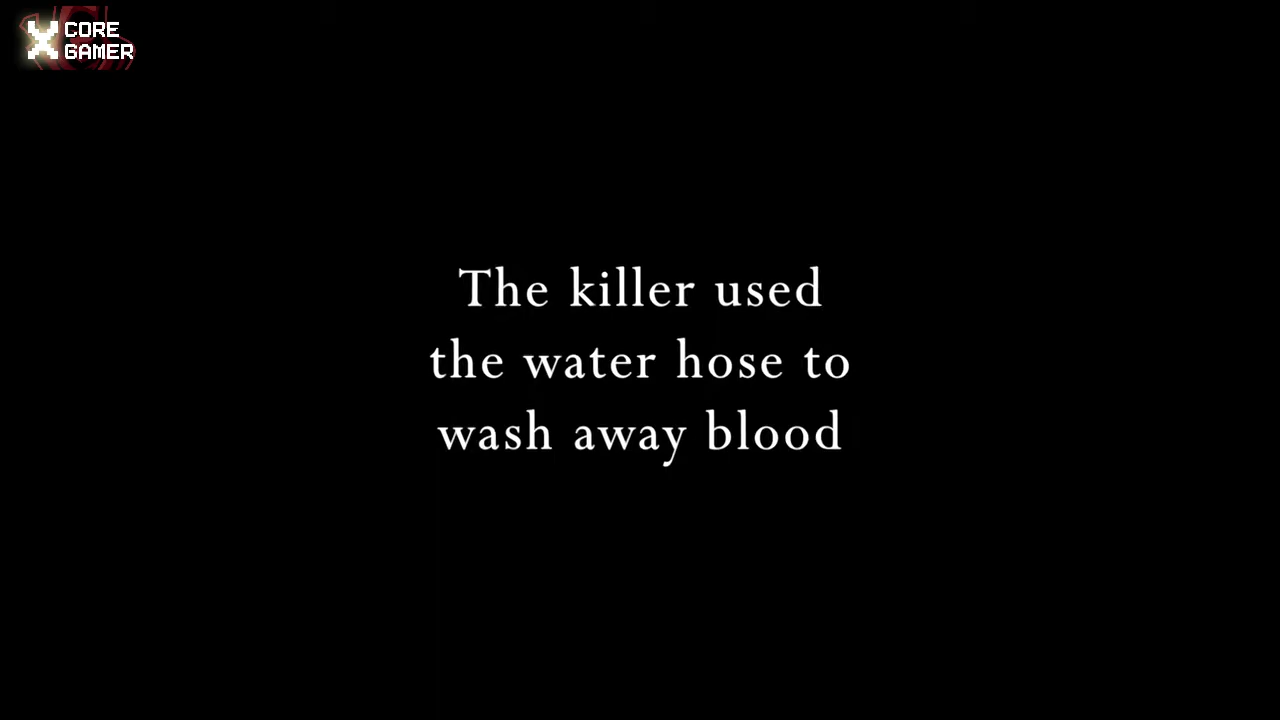 CORE
GAMER
The killer used
the water hose to
wash away blood